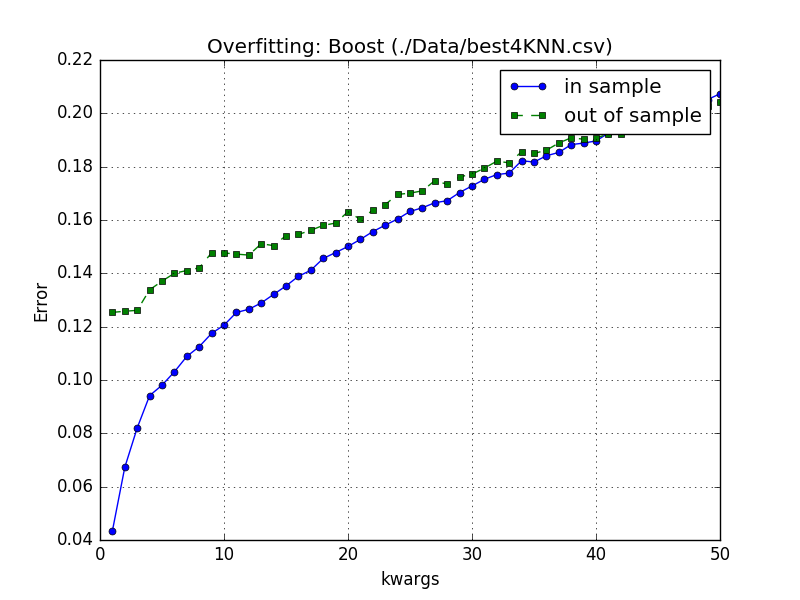 Overfitting: Boost (./Data/best4KNN.csv)
0.22
0.20
0.18
0.16
0.14
0.12
0.10
0.08
0.06
0.04
Error
in sample
out of sample
0 10 20 30 40 50
kwargs